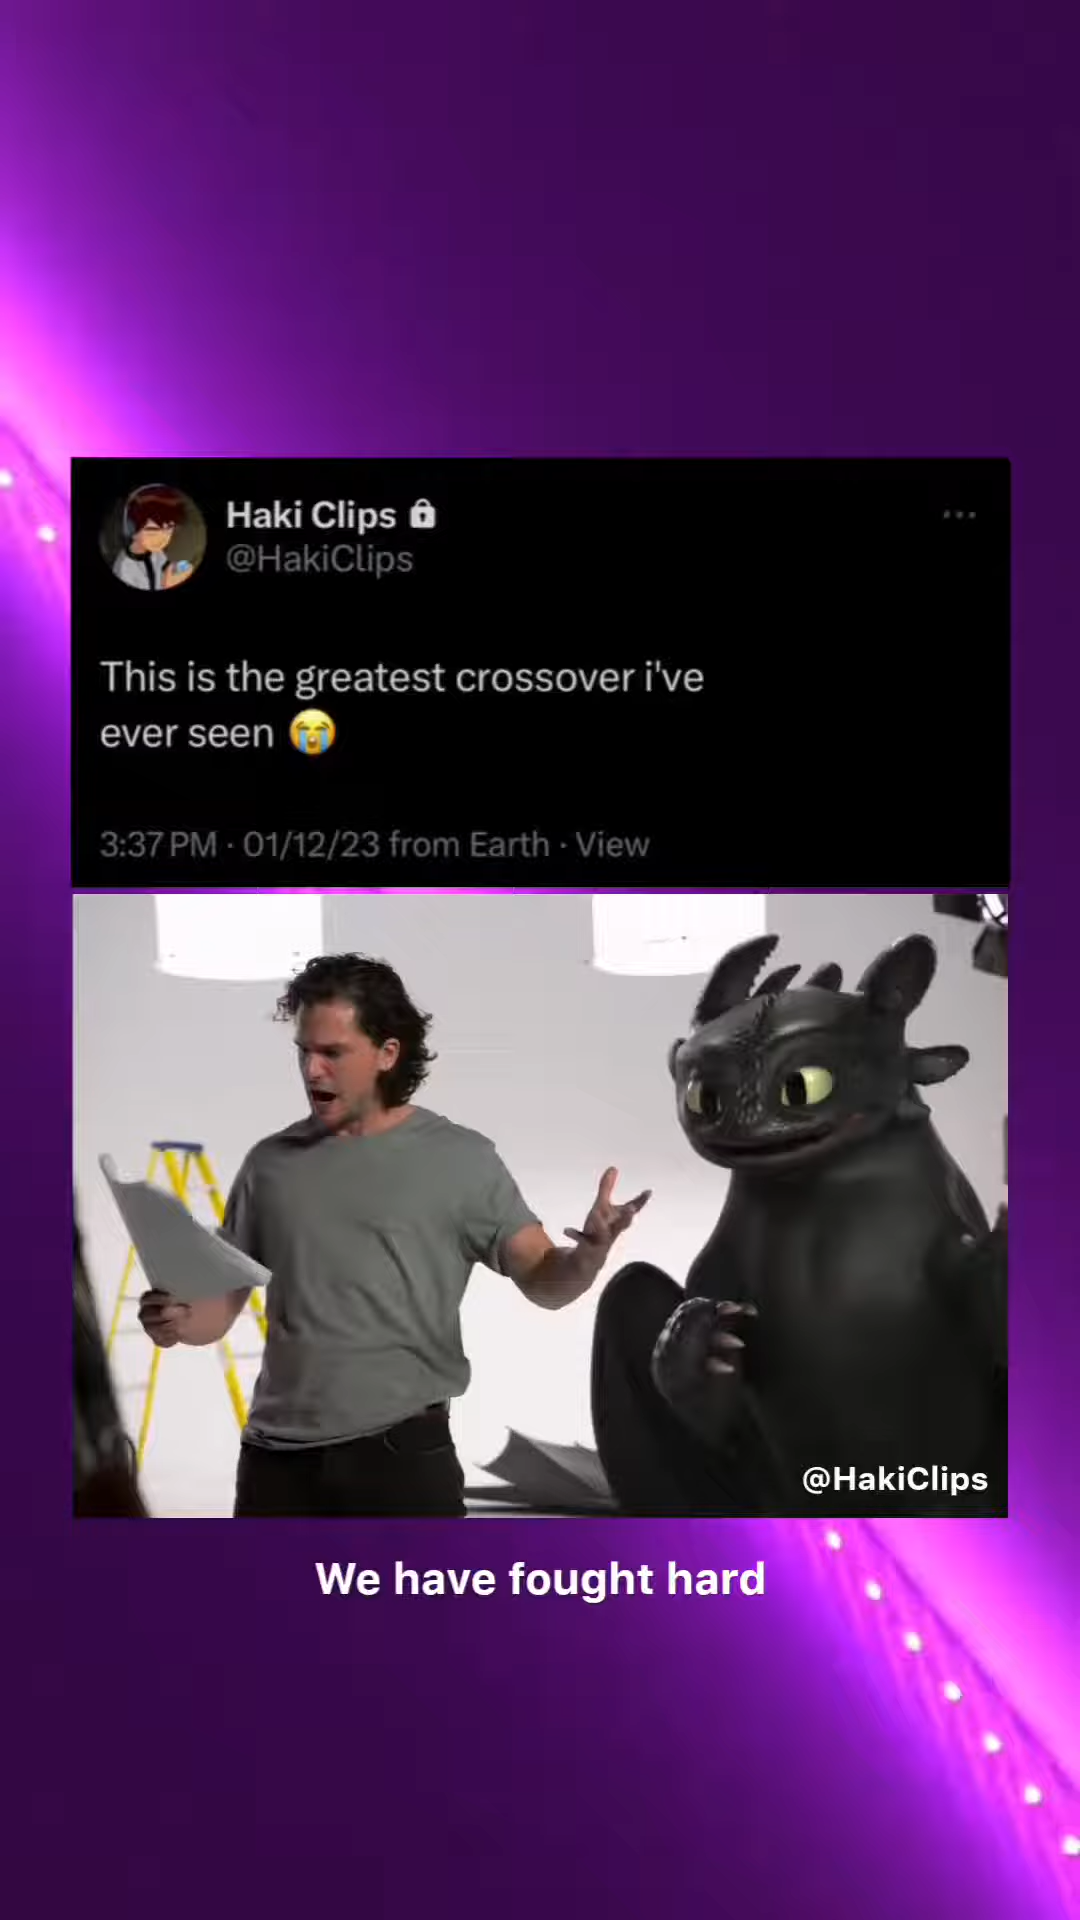 Haki Clips
@HakiClips
This is the greatest crossover i've
ever seen 😭
3:37 PM · 01/12/23 from Earth · View
@HakiClips
We have fought hard